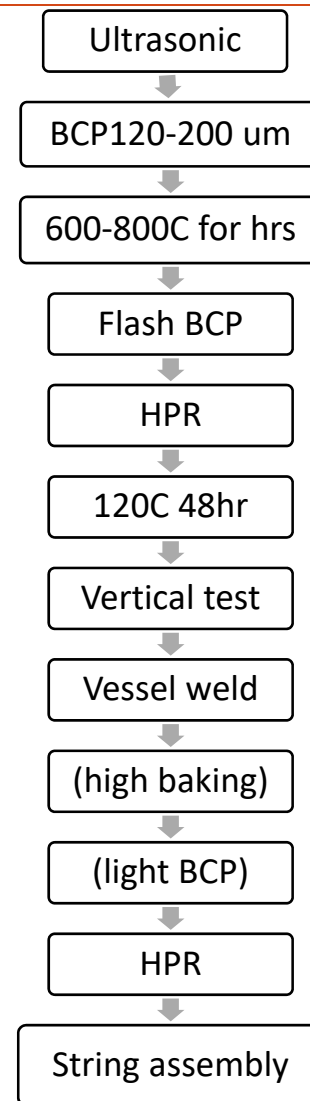 Ultrasonic
BCP120-200 um
600-800C for hrs
Flash BCP
HPR
120C 48hr
Vertical test
Vessel weld
(high baking)
(light BCP)
HPR
String assembly